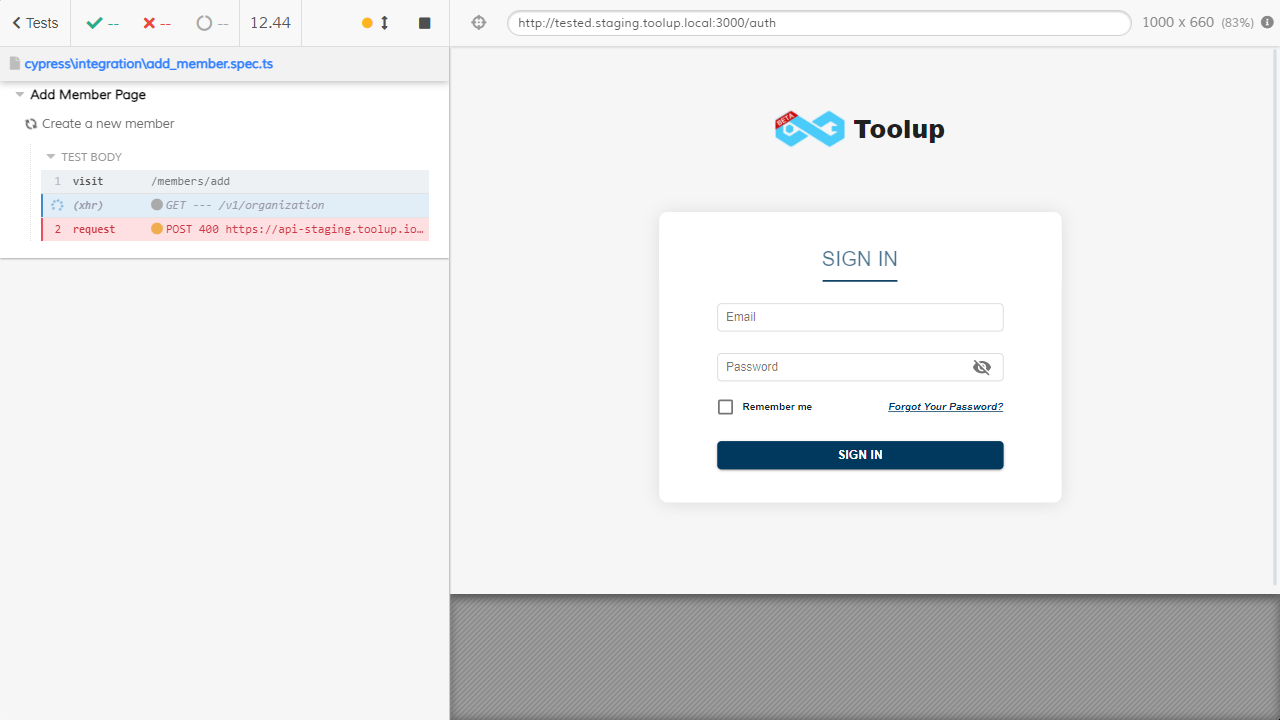 Tests
--
--
--
12.44
http://tested.staging.toolup.local:3000/auth
1000 x 660 (83%)
cypress\integration\add_member.spec.ts
Add Member Page
Create a new member
TEST BODY
1 visit /members/add
(xhr) GET --- /v1/organization
2 request POST 400 https://api-staging.toolup.io…
BETA
Toolup
SIGN IN
Email
Password
Remember me
Forgot Your Password?
SIGN IN